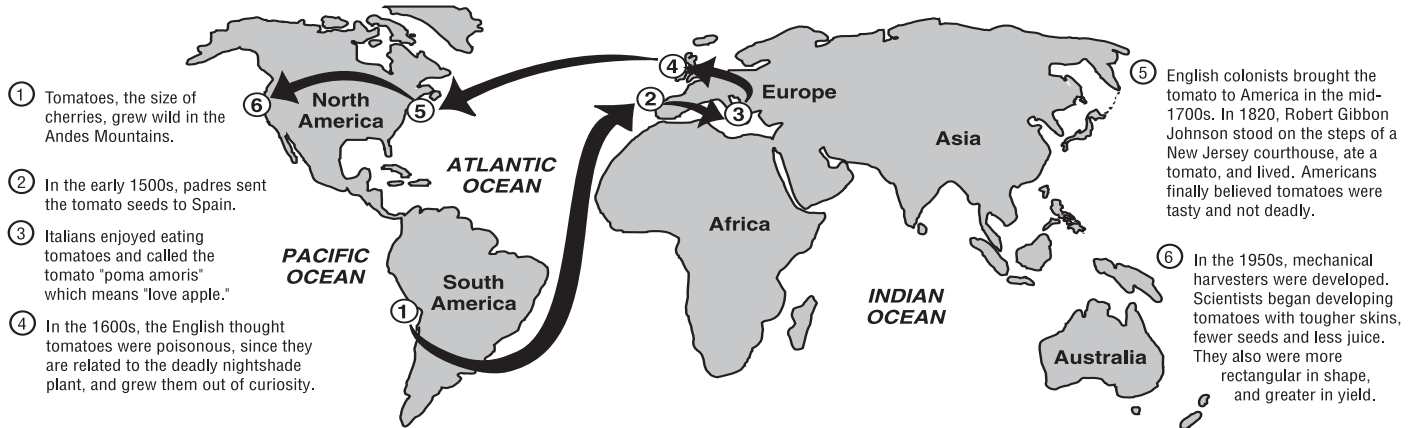 1 Tomatoes, the size of
cherries, grew wild in the
Andes Mountains.
2 In the early 1500s, padres sent
the tomato seeds to Spain.
3 Italians enjoyed eating
tomatoes and called the
tomato "poma amoris"
which means "love apple."
4 In the 1600s, the English thought
tomatoes were poisonous, since they
are related to the deadly nightshade
plant, and grew them out of curiosity.
6
North
America
5
4
2
3
Europe
Asia
ATLANTIC
OCEAN
Africa
PACIFIC
OCEAN
South
America
1
INDIAN
OCEAN
Australia
5 English colonists brought the
tomato to America in the mid-
1700s. In 1820, Robert Gibbon
Johnson stood on the steps of a
New Jersey courthouse, ate a
tomato, and lived. Americans
finally believed tomatoes were
tasty and not deadly.
6 In the 1950s, mechanical
harvesters were developed.
Scientists began developing
tomatoes with tougher skins,
fewer seeds and less juice.
They also were more
rectangular in shape,
and greater in yield.